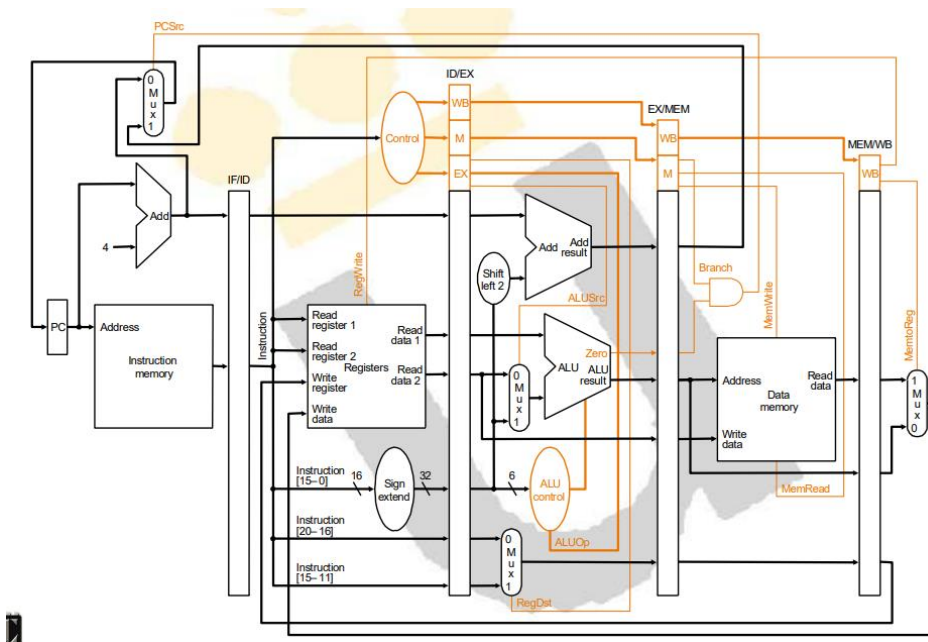 PCSrc
ID/EX
0
M
u
x
1
WB
EX/MEM
Control
M
WB
MEM/WB
IF/ID
EX
M
WB
Add
4
Add
Add
result
Shift
left 2
Branch
RegWrite
ALUSrc
MemWrite
MemtoReg
PC
Address
Instruction
memory
Instruction
Read
register 1
Read
register 2
Registers
Write
register
Write
data
Read
data 1
Read
data 2
0
M
u
x
1
Zero
ALU
ALU
result
Address
Read
data
Data
memory
Write
data
1
M
u
x
0
Instruction
[15–0]
16
Sign
extend
32
6
ALU
control
MemRead
Instruction
[20–16]
0
M
u
x
1
ALUOp
Instruction
[15–11]
RegDst